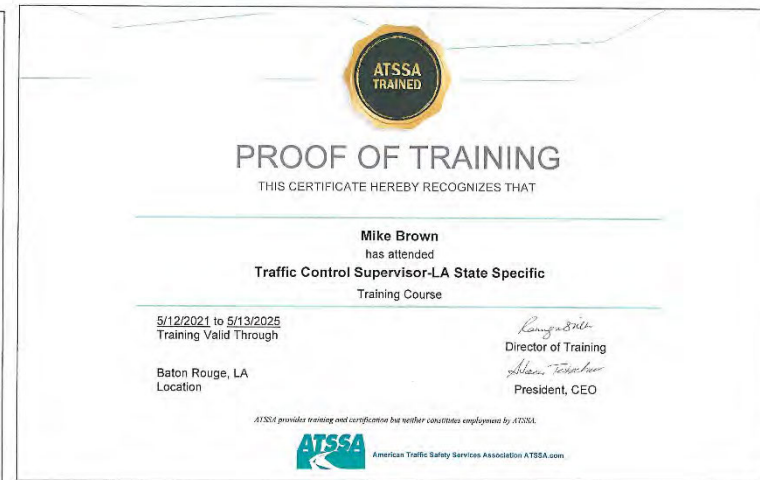 ATSSA
TRAINED
PROOF OF TRAINING
THIS CERTIFICATE HEREBY RECOGNIZES THAT
Mike Brown
has attended
Traffic Control Supervisor-LA State Specific
Training Course
5/12/2021 to 5/13/2025
Training Valid Through
Director of Training
Baton Rouge, LA
Location
President, CEO
ATSSA provides training and certification but neither constitutes employment by ATSSA.
ATSSA
American Traffic Safety Services Association ATSSA.com